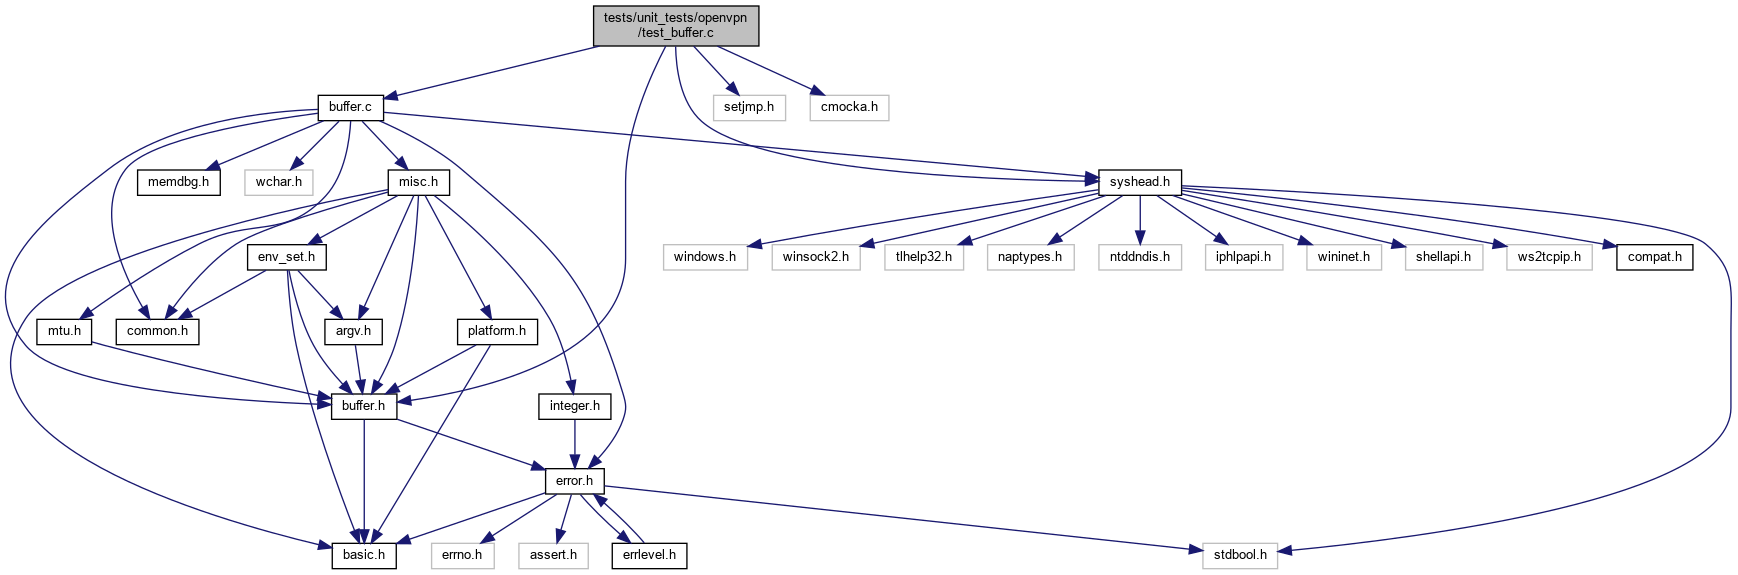 tests/unit_tests/openvpn
/test_buffer.c
buffer.c
setjmp.h
cmocka.h
memdbg.h
wchar.h
misc.h
syshead.h
env_set.h
windows.h
winsock2.h
tlhelp32.h
naptypes.h
ntddndis.h
iphlpapi.h
wininet.h
shellapi.h
ws2tcpip.h
compat.h
mtu.h
common.h
argv.h
platform.h
buffer.h
integer.h
error.h
basic.h
errno.h
assert.h
errlevel.h
stdbool.h